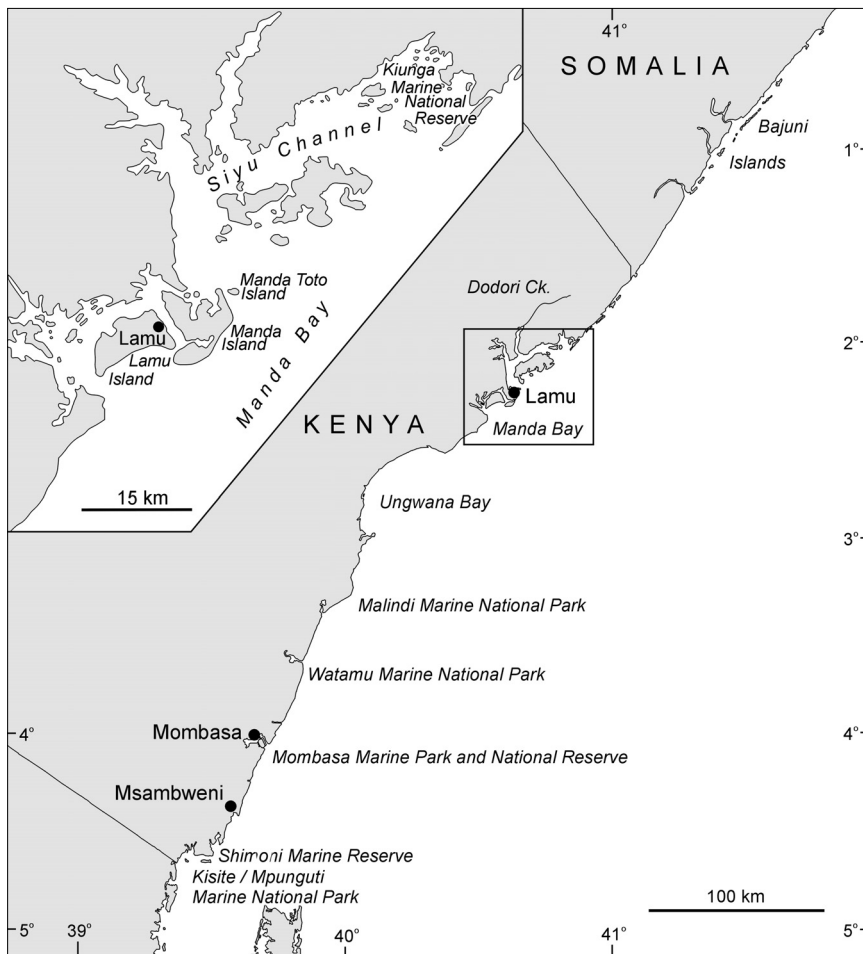 41°
SOMALIA
Kiunga
Marine
National
Reserve
Siyu Channel
Bajuni
Islands
1°
Manda Toto
Island
Dodori Ck.
Lamu
Manda
Island
Lamu
Island
Manda Bay
2°
Lamu
KENYA
Manda Bay
15 km
Ungwana Bay
3°
Malindi Marine National Park
Watamu Marine National Park
4°
Mombasa
4°
Mombasa Marine Park and National Reserve
Msambweni
Shimoni Marine Reserve
Kisite / Mpunguti
Marine National Park
100 km
5°
39°
40°
41°
5°